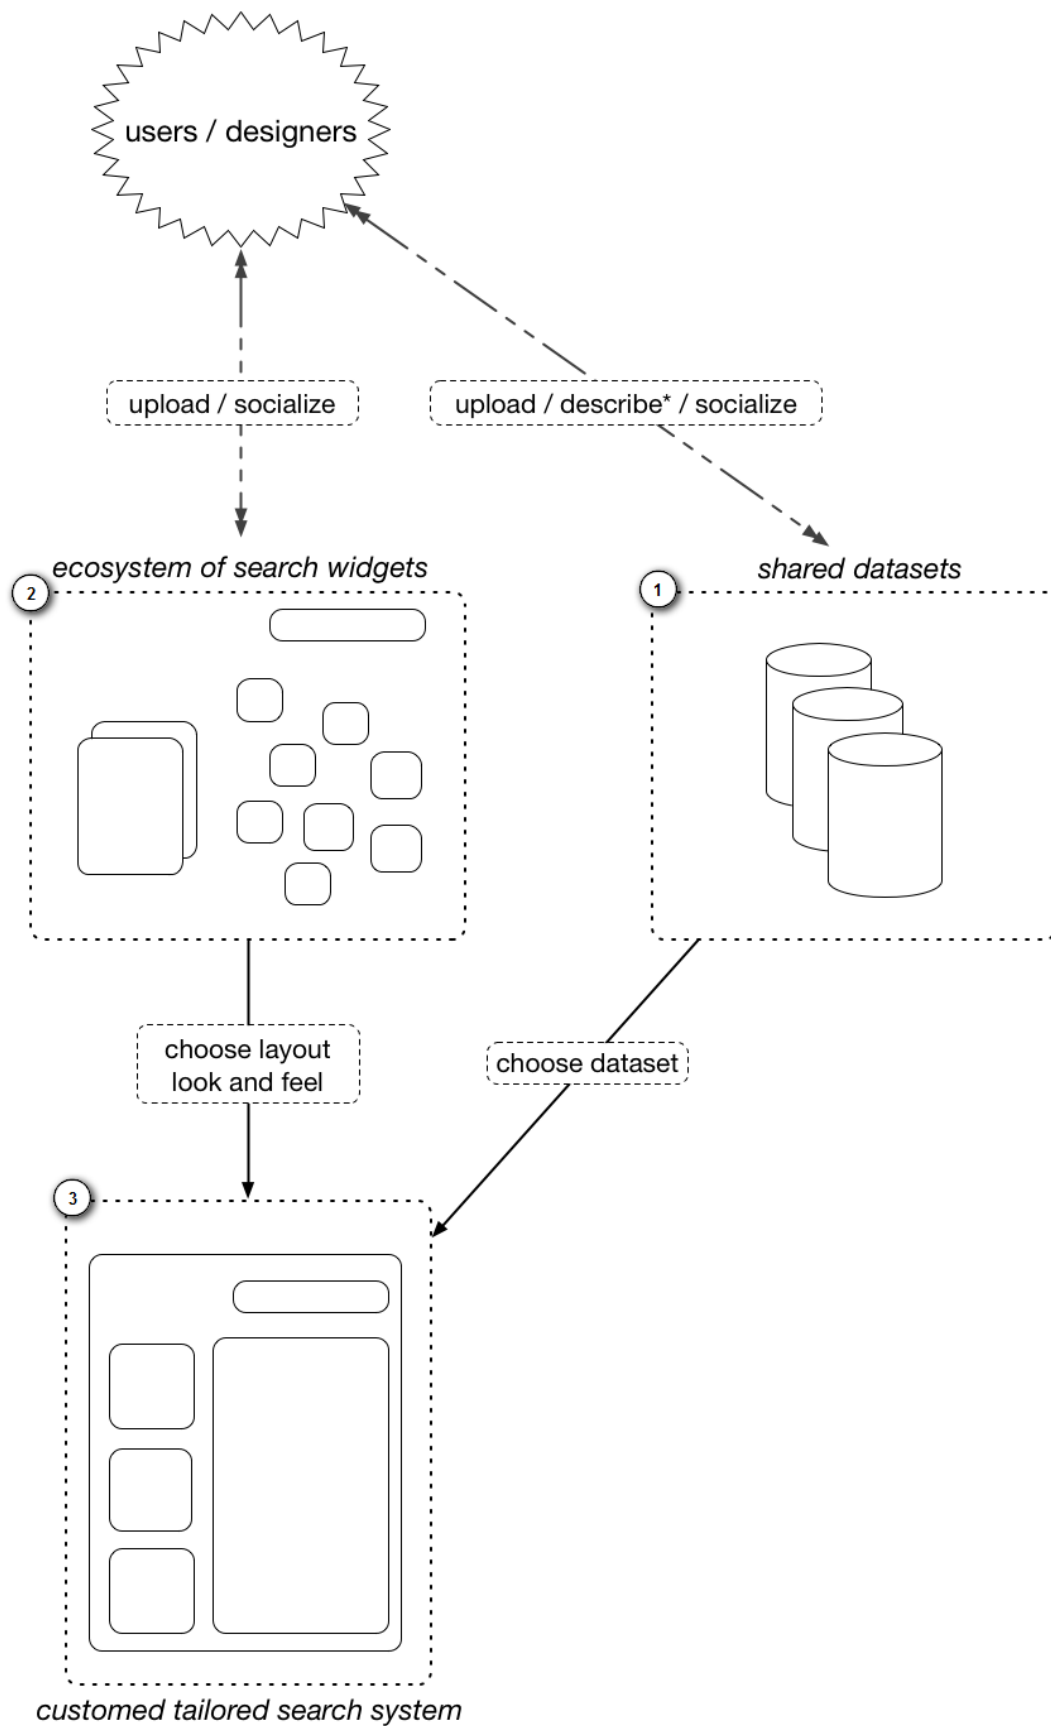 users / designers
upload / socialize
upload / describe* / socialize
ecosystem of search widgets
shared datasets
2
1
choose layout
look and feel
choose dataset
3
customed tailored search system